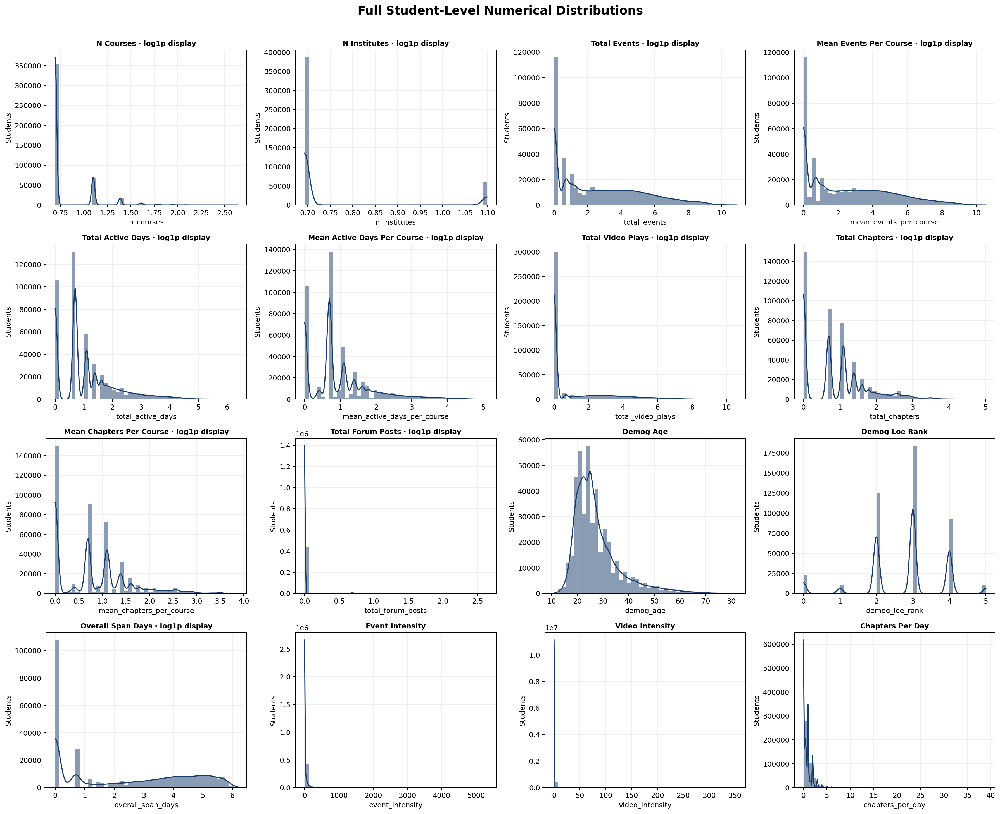 Full Student-Level Numerical Distributions
N Courses · log1p display
Students
350000
300000
250000
200000
150000
100000
50000
0
0.75 1.00 1.25 1.50 1.75 2.00 2.25 2.50
n_courses
N Institutes · log1p display
Students
400000
350000
300000
250000
200000
150000
100000
50000
0
0.70 0.75 0.80 0.85 0.90 0.95 1.00 1.05 1.10
n_institutes
Total Events · log1p display
Students
120000
100000
80000
60000
40000
20000
0
0 2 4 6 8 10
total_events
Mean Events Per Course · log1p display
Students
120000
100000
80000
60000
40000
20000
0
0 2 4 6 8 10
mean_events_per_course
Total Active Days · log1p display
Students
120000
100000
80000
60000
40000
20000
0
0 1 2 3 4 5 6
total_active_days
Mean Active Days Per Course · log1p display
Students
140000
120000
100000
80000
60000
40000
20000
0
0 1 2 3 4 5
mean_active_days_per_course
Total Video Plays · log1p display
Students
300000
250000
200000
150000
100000
50000
0
0 2 4 6 8 10
total_video_plays
Total Chapters · log1p display
Students
140000
120000
100000
80000
60000
40000
20000
0
0 1 2 3 4 5
total_chapters
Mean Chapters Per Course · log1p display
Students
140000
120000
100000
80000
60000
40000
20000
0
0.0 0.5 1.0 1.5 2.0 2.5 3.0 3.5 4.0
mean_chapters_per_course
Total Forum Posts · log1p display
1e6
Students
1.4
1.2
1.0
0.8
0.6
0.4
0.2
0.0
0.0 0.5 1.0 1.5 2.0 2.5
total_forum_posts
Demog Age
Students
60000
50000
40000
30000
20000
10000
0
10 20 30 40 50 60 70 80
demog_age
Demog Loe Rank
Students
175000
150000
125000
100000
75000
50000
25000
0
0 1 2 3 4 5
demog_loe_rank
Overall Span Days · log1p display
Students
100000
80000
60000
40000
20000
0
0 1 2 3 4 5 6
overall_span_days
Event Intensity
1e6
Students
2.5
2.0
1.5
1.0
0.5
0.0
0 1000 2000 3000 4000 5000
event_intensity
Video Intensity
1e7
Students
1.0
0.8
0.6
0.4
0.2
0.0
0 50 100 150 200 250 300 350
video_intensity
Chapters Per Day
Students
600000
500000
400000
300000
200000
100000
0
0 5 10 15 20 25 30 35 40
chapters_per_day